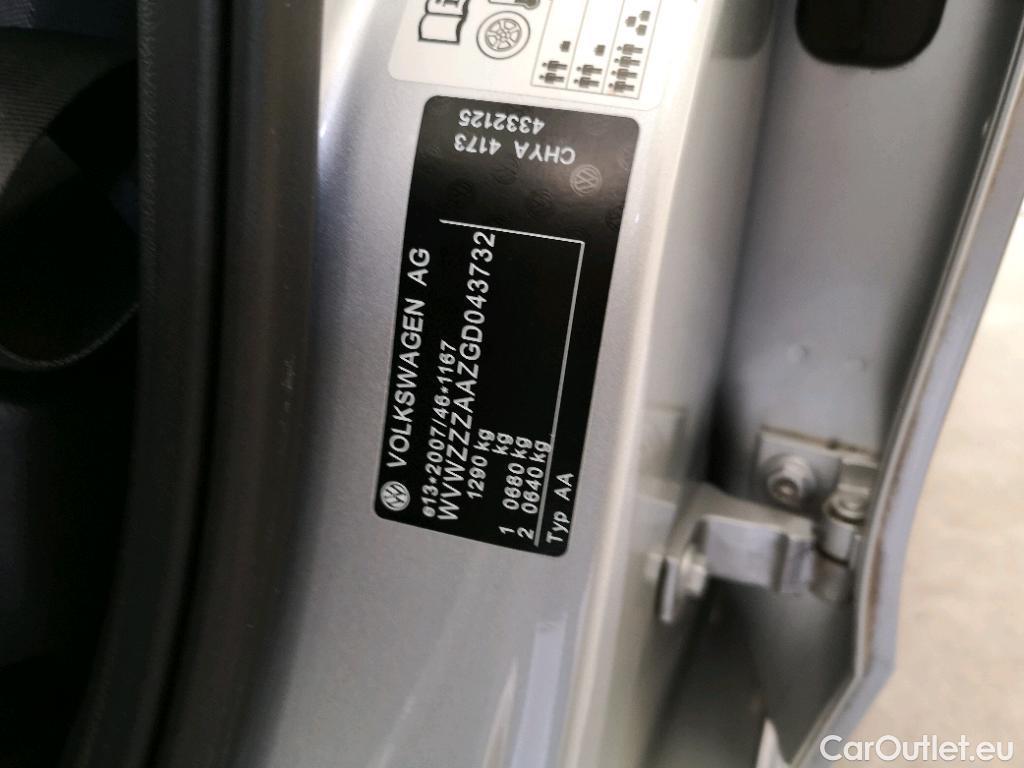 VOLKSWAGEN AG
e13*2007/46*1167
WVWZZZAAZGD043732
1290 kg
kg
1 0680 kg
2 0640 kg
Typ AA
CHYA 4173
4332125
CarOutlet.eu